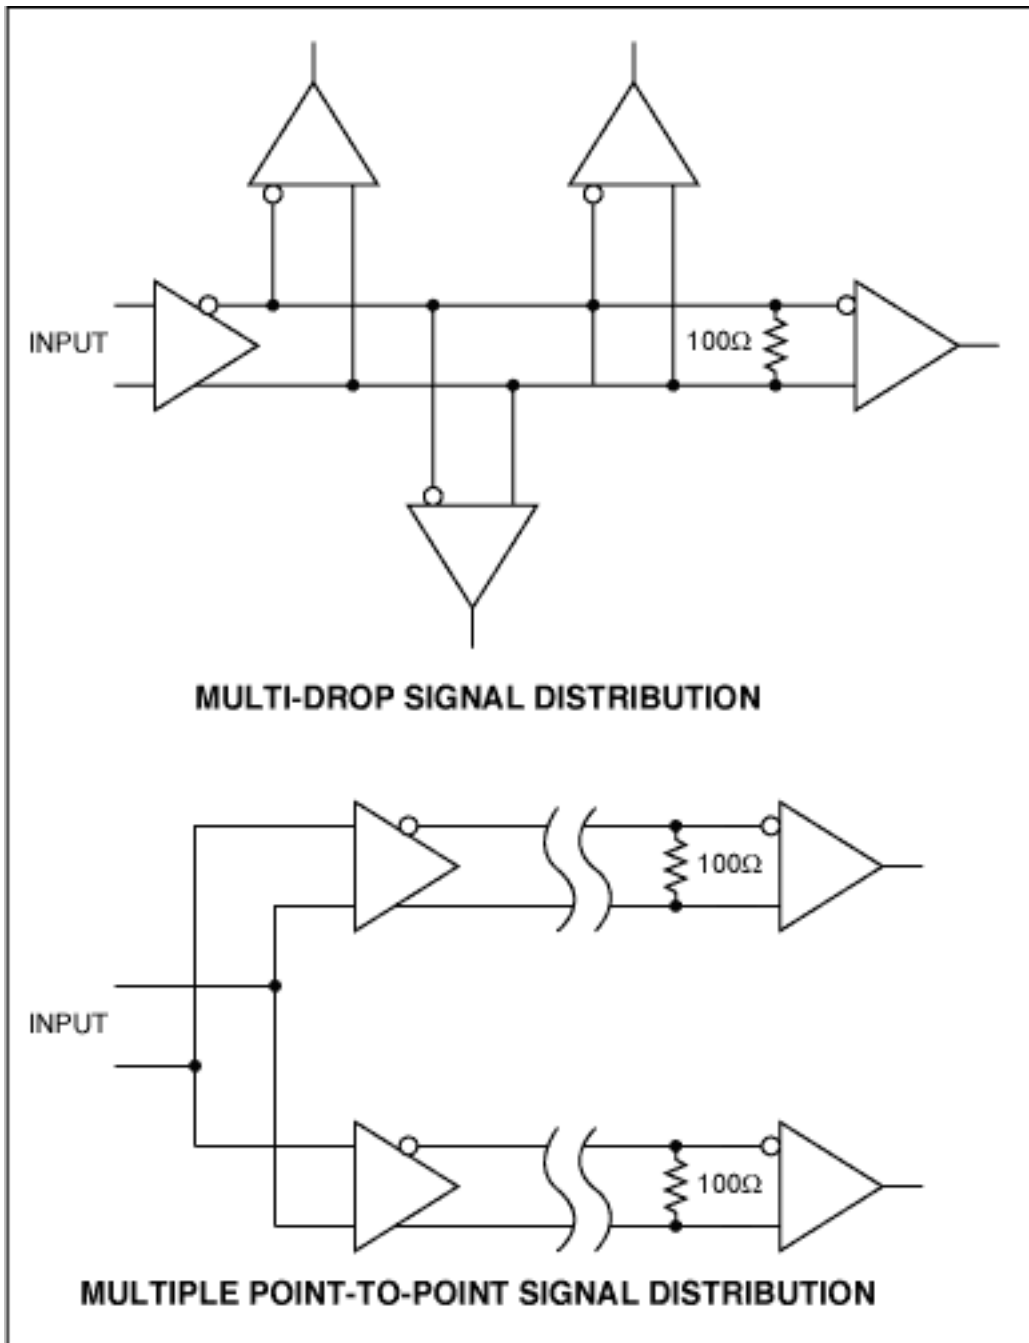 INPUT
100Ω
MULTI-DROP SIGNAL DISTRIBUTION
100Ω
INPUT
100Ω
MULTIPLE POINT-TO-POINT SIGNAL DISTRIBUTION